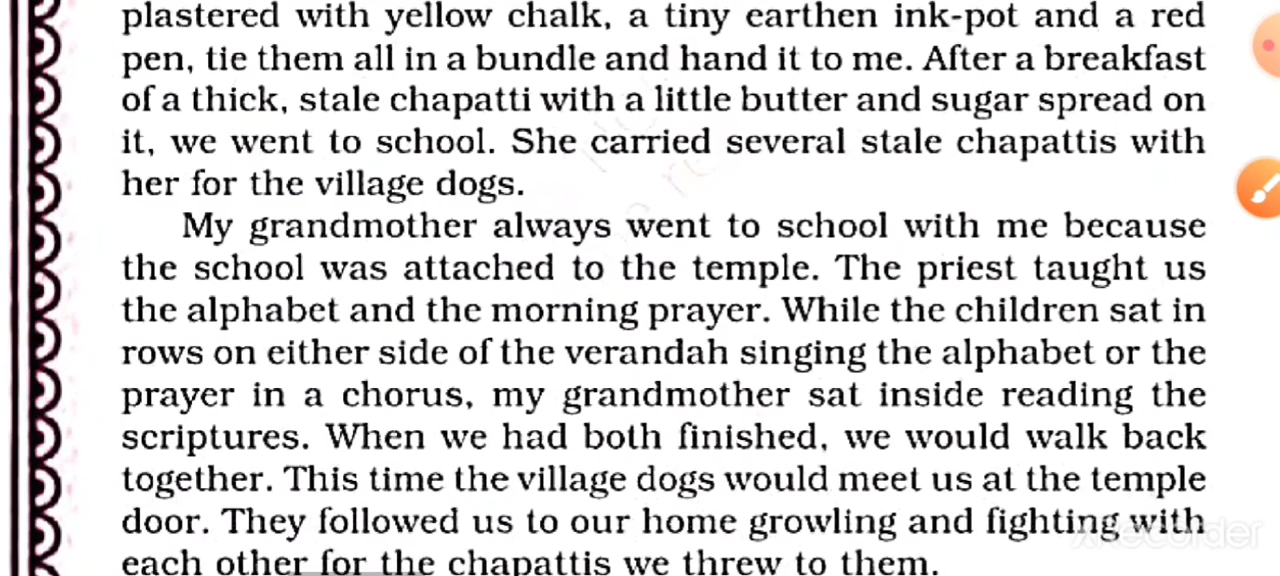 plastered with yellow chalk, a tiny earthen ink-pot and a red
pen, tie them all in a bundle and hand it to me. After a breakfast
of a thick, stale chapatti with a little butter and sugar spread on
it, we went to school. She carried several stale chapattis with
her for the village dogs.
My grandmother always went to school with me because
the school was attached to the temple. The priest taught us
the alphabet and the morning prayer. While the children sat in
rows on either side of the verandah singing the alphabet or the
prayer in a chorus, my grandmother sat inside reading the
scriptures. When we had both finished, we would walk back
together. This time the village dogs would meet us at the temple
door. They followed us to our home growling and fighting with
each other for the chapattis we threw to them.
XRecorder